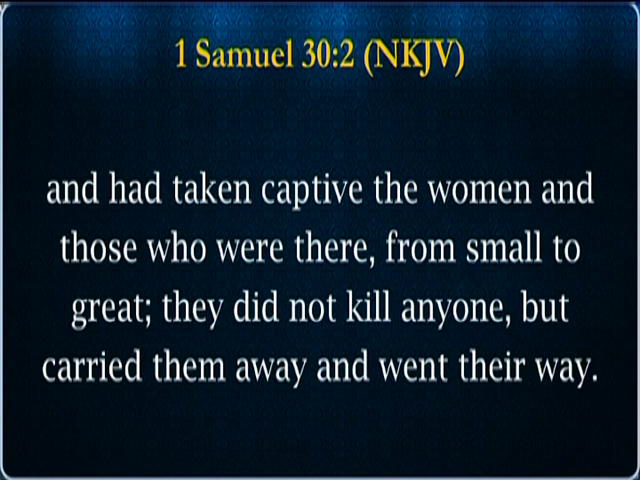 1 Samuel 30:2 (NKJV)
and had taken captive the women and
those who were there, from small to
great; they did not kill anyone, but
carried them away and went their way.